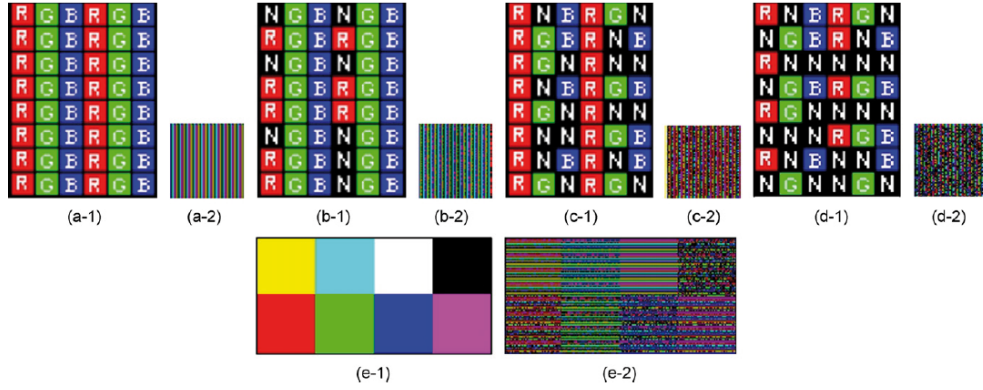 R G B R G B
R G B R G B
R G B R G B
R G B R G B
R G B R G B
R G B R G B
R G B R G B
R G B R G B
(a-1)
(a-2)
N G B N G B
R G B R G B
N G B N G B
R G B R G B
R G B R G B
N G B N G B
R G B N G B
R G B N G B
(b-1)
(b-2)
R N B R G N
R G B R N B
R G N R N N
R N B R G B
R G N R N N
N N N R G B
R N B R N B
R G N R G N
(c-1)
(c-2)
R N B R G N
N G B R N B
R N N N N N
N G B R G B
R G N N N N
N N N R G B
R N B N N B
N G N N G N
(d-1)
(d-2)
(e-1)
(e-2)